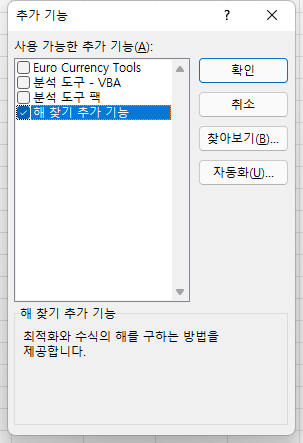 추가 기능
?
사용 가능한 추가 기능(A):
Euro Currency Tools
분석 도구 - VBA
분석 도구 팩
해 찾기 추가 기능
확인
취소
찾아보기(B)...
자동화(U)...
해 찾기 추가 기능
최적화와 수식의 해를 구하는 방법을
제공합니다.